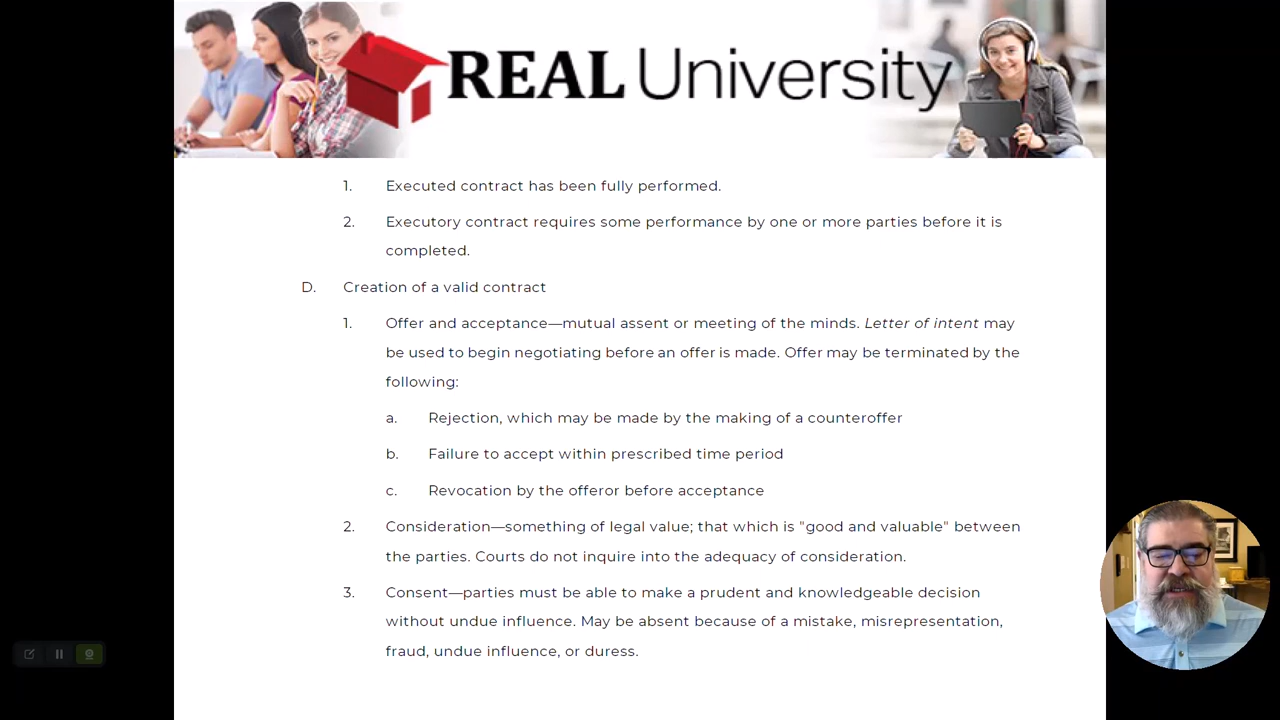 REAL University
1. Executed contract has been fully performed.
2. Executory contract requires some performance by one or more parties before it is
completed.
D. Creation of a valid contract
1. Offer and acceptance—mutual assent or meeting of the minds. Letter of intent may
be used to begin negotiating before an offer is made. Offer may be terminated by the
following:
a. Rejection, which may be made by the making of a counteroffer
b. Failure to accept within prescribed time period
c. Revocation by the offeror before acceptance
2. Consideration—something of legal value; that which is "good and valuable" between
the parties. Courts do not inquire into the adequacy of consideration.
3. Consent—parties must be able to make a prudent and knowledgeable decision
without undue influence. May be absent because of a mistake, misrepresentation,
fraud, undue influence, or duress.